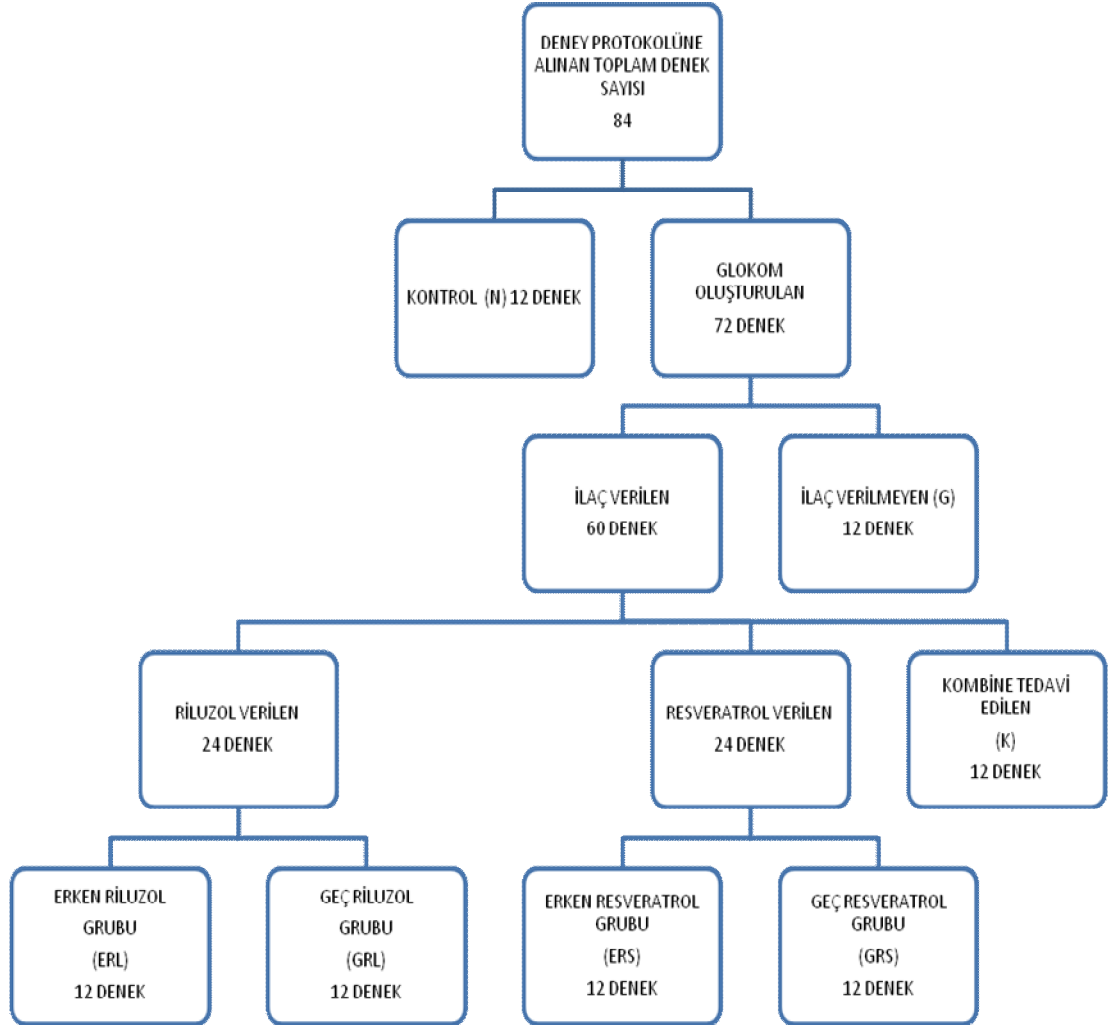 DENEY PROTOKOLÜNE
ALINAN TOPLAM DENEK
SAYISI
84
KONTROL (N) 12 DENEK
GLOKOM
OLUŞTURULAN
72 DENEK
İLAÇ VERİLEN
60 DENEK
İLAÇ VERİLMEYEN (G)
12 DENEK
RİLUZOL VERİLEN
24 DENEK
RESVERATROL VERİLEN
24 DENEK
KOMBİNE TEDAVİ
EDİLEN
(K)
12 DENEK
ERKEN RİLUZOL
GRUBU
(ERL)
12 DENEK
GEÇ RİLUZOL
GRUBU
(GRL)
12 DENEK
ERKEN RESVERATROL
GRUBU
(ERS)
12 DENEK
GEÇ RESVERATROL
GRUBU
(GRS)
12 DENEK